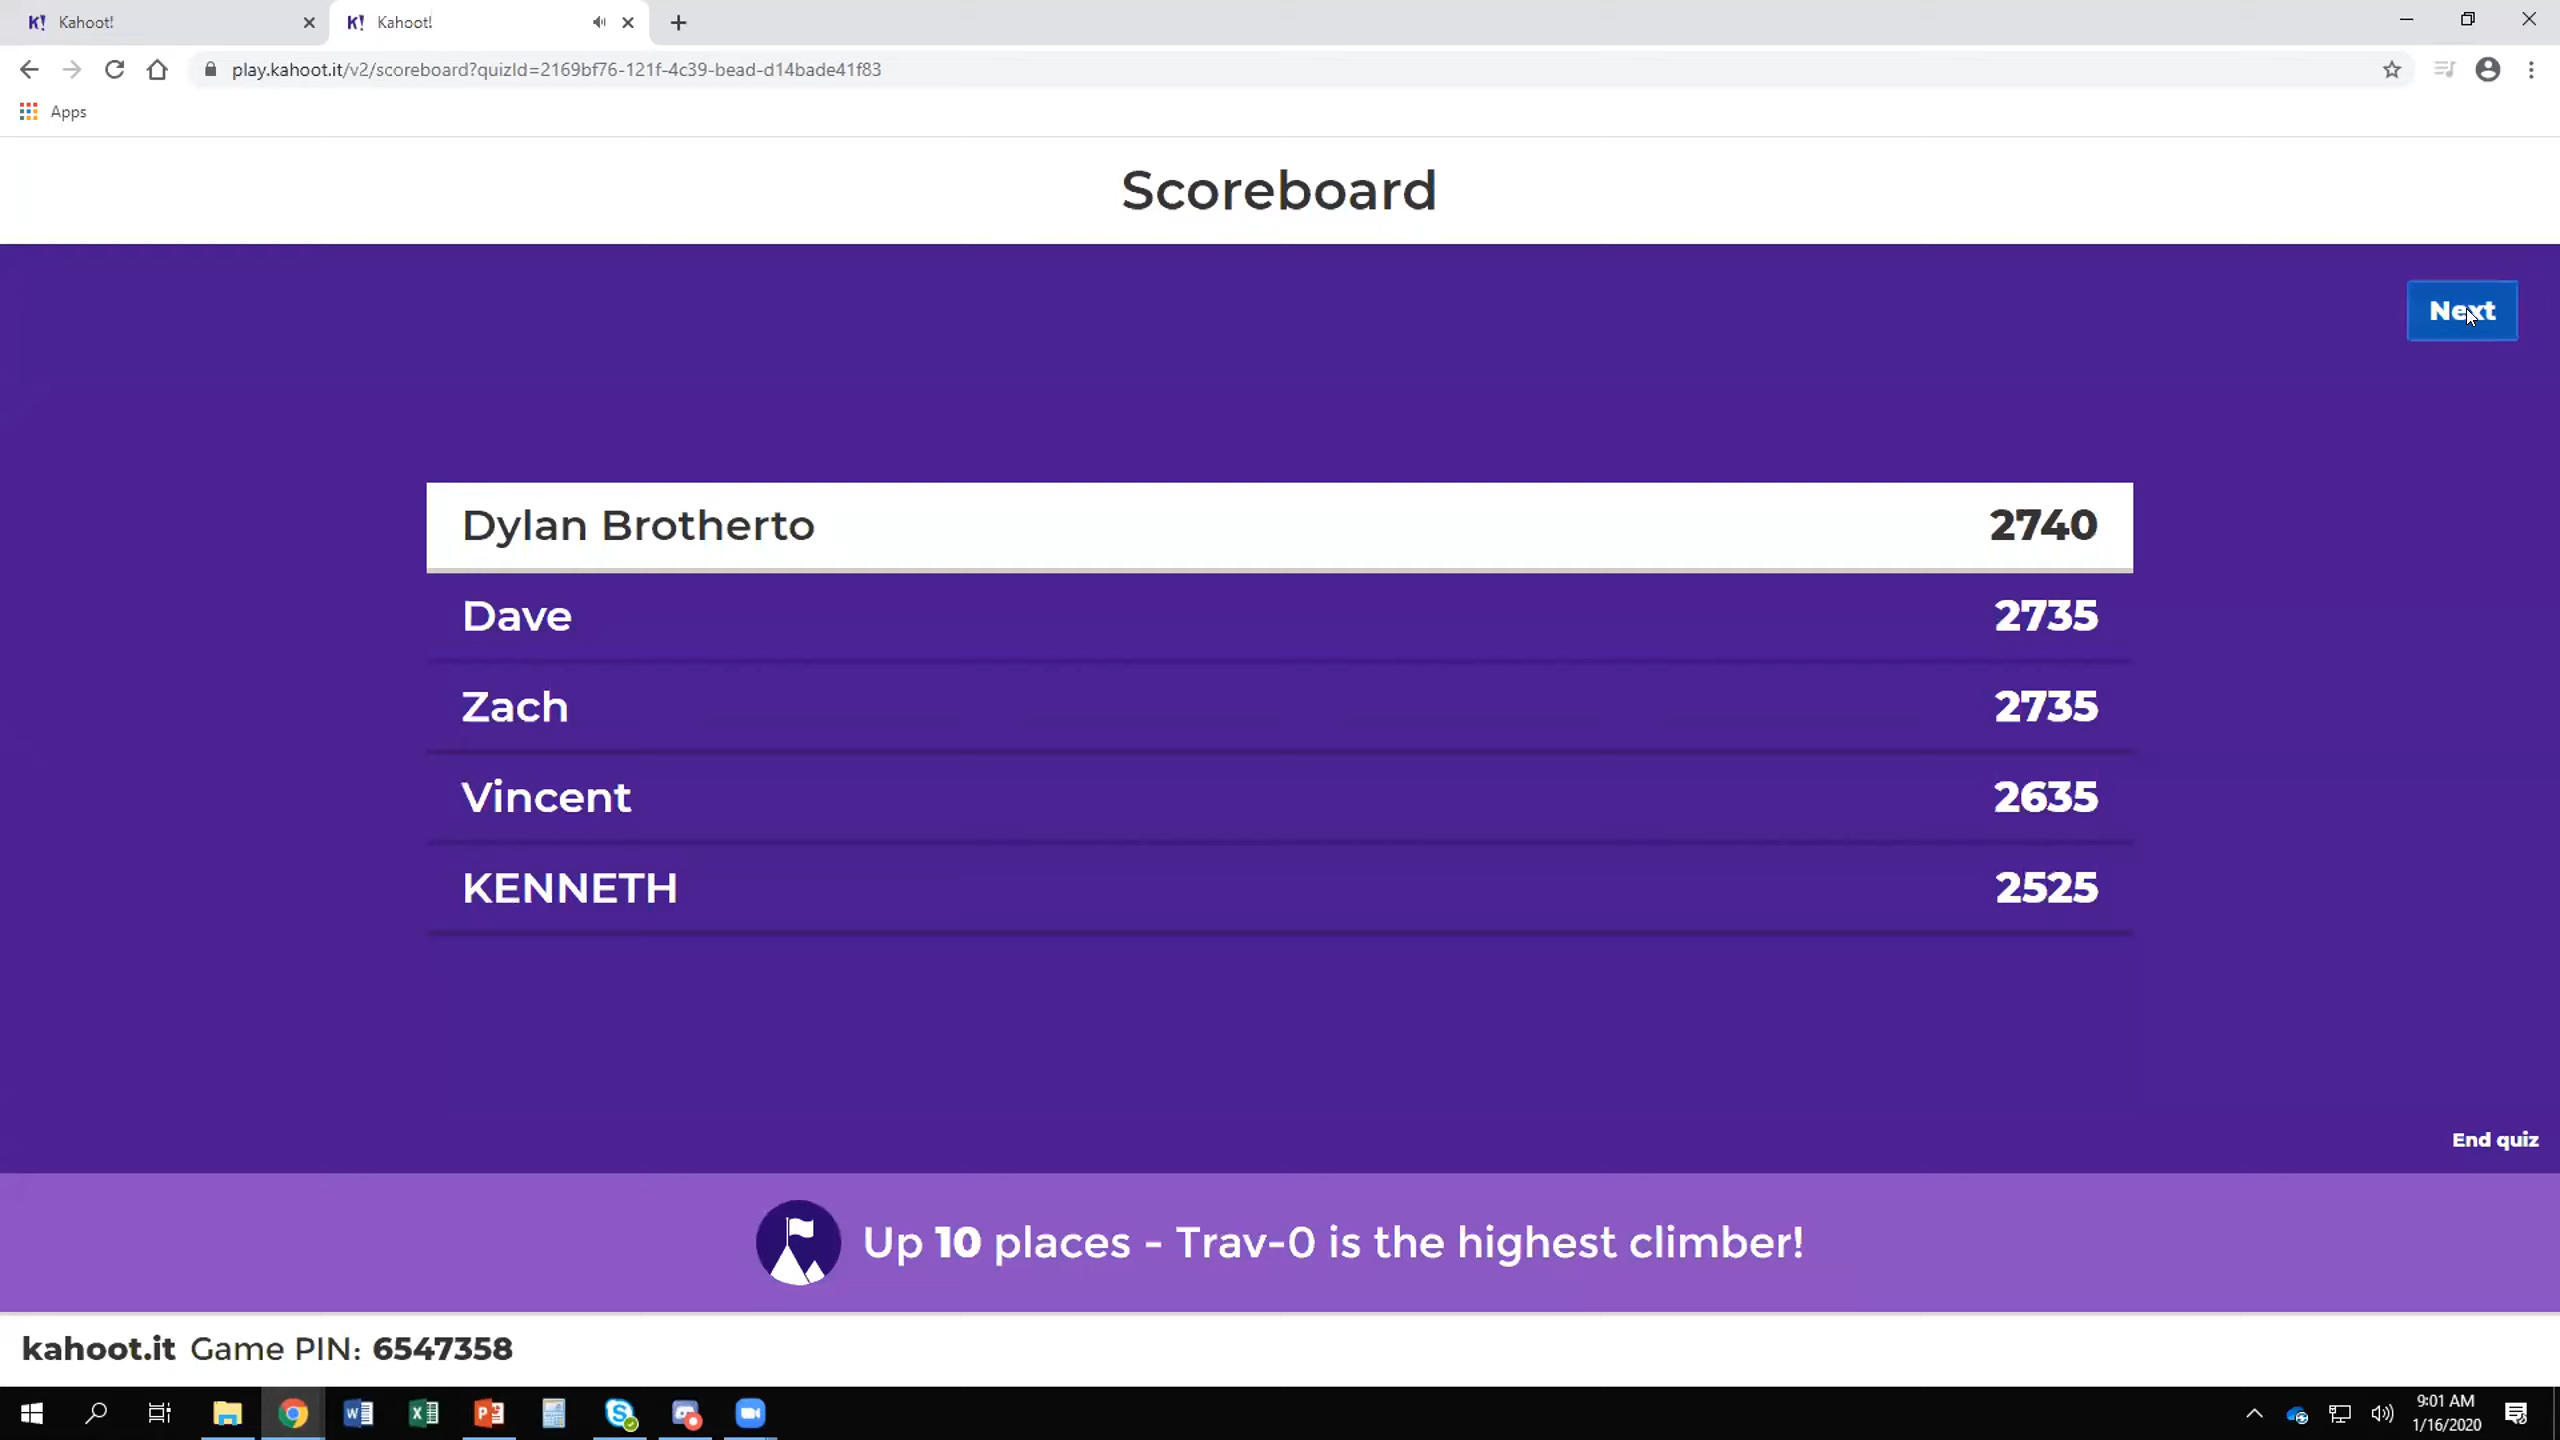 K! Kahoot!
K! Kahoot!
play.kahoot.it/v2/scoreboard?quizId=2169bf76-121f-4c39-bead-d14bade41f83
Apps
Scoreboard
Next
Dylan Brotherto 2740
Dave 2735
Zach 2735
Vincent 2635
KENNETH 2525
End quiz
Up 10 places - Trav-0 is the highest climber!
kahoot.it Game PIN: 6547358
9:01 AM
1/16/2020